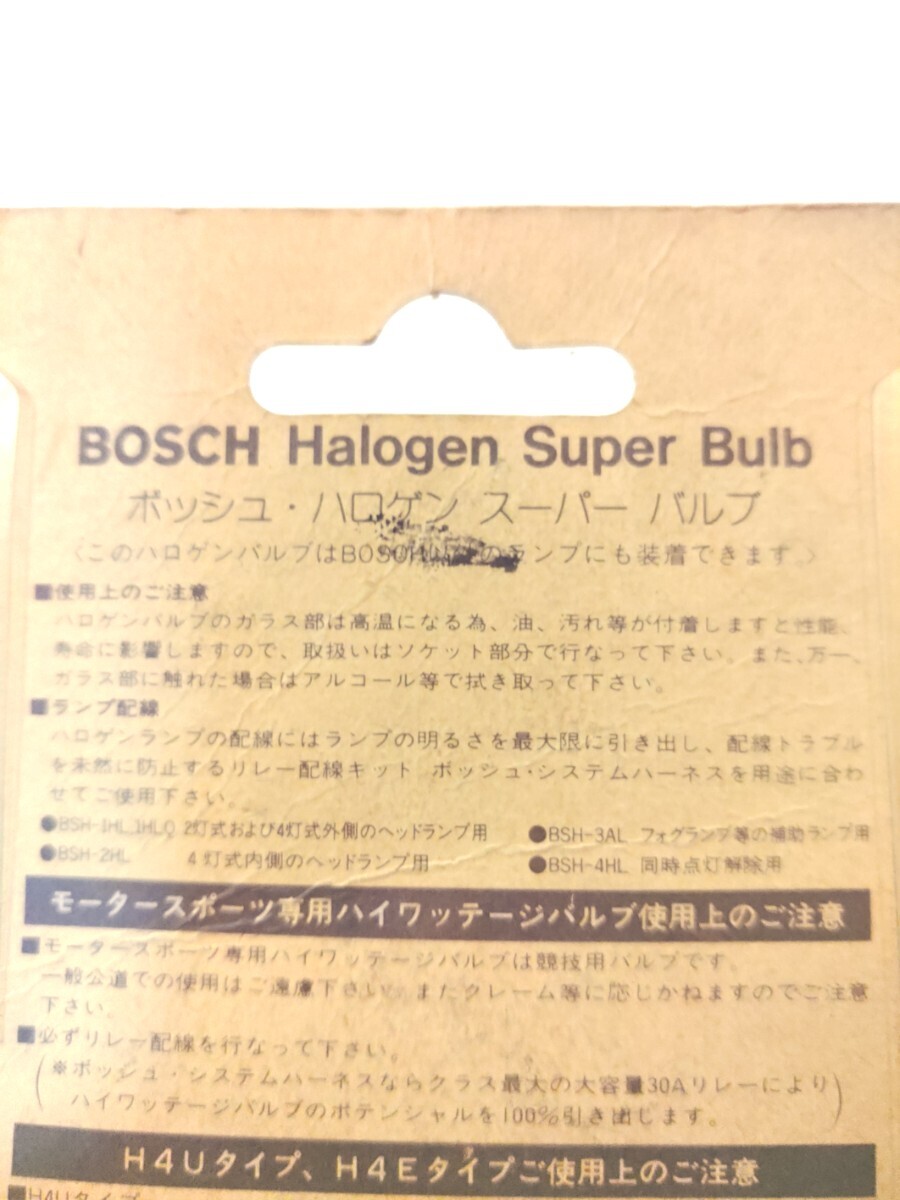 BOSCH Halogen Super Bulb
ボッシュ・ハロゲン スーパー バルブ
〈このハロゲンバルブはBOSCH のランプにも装着できます。〉
■使用上のご注意
ハロゲンバルブのガラス部は高温になる為、油、汚れ等が付着しますと性能、
寿命に影響しますので、取扱いはソケット部分で行なって下さい。また、万一、
ガラス部に触れた場合はアルコール等で拭き取って下さい。
■ランプ配線
ハロゲンランプの配線にはランプの明るさを最大限に引き出し、配線トラブル
を未然に防止するリレー配線キット ボッシュ・システムハーネスを用途に合わ
せてご使用下さい。
●BSH-1HL,1HLQ 2灯式および4灯式外側のヘッドランプ用 ●BSH-3AL フォグランプ等の補助ランプ用
●BSH-2HL 4灯式内側のヘッドランプ用 ●BSH-4HL 同時点灯解除用
モータースポーツ専用ハイワッテージバルブ使用上のご注意
■モータースポーツ専用ハイワッテージバルブは競技用バルブです。
一般公道での使用はご遠慮下さい。またクレーム等に応じかねますのでご注意
下さい。
■必ずリレー配線を行なって下さい。
(※ボッシュ・システムハーネスならクラス最大の大容量30Aリレーにより
ハイワッテージバルブのポテンシャルを100%引き出します。)
H4Uタイプ、H4Eタイプご使用上のご注意
■H4Uタイプ